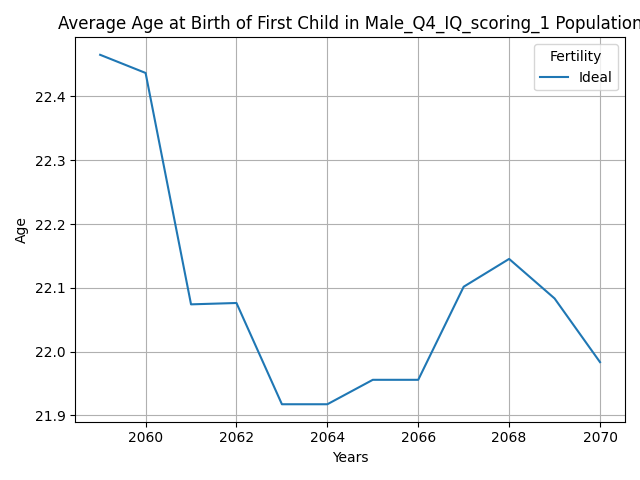 Average Age at Birth of First Child in Male_Q4_IQ_scoring_1 Population
Fertility
Ideal
22.4
22.3
22.2
22.1
22.0
21.9
Age
2060 2062 2064 2066 2068 2070
Years